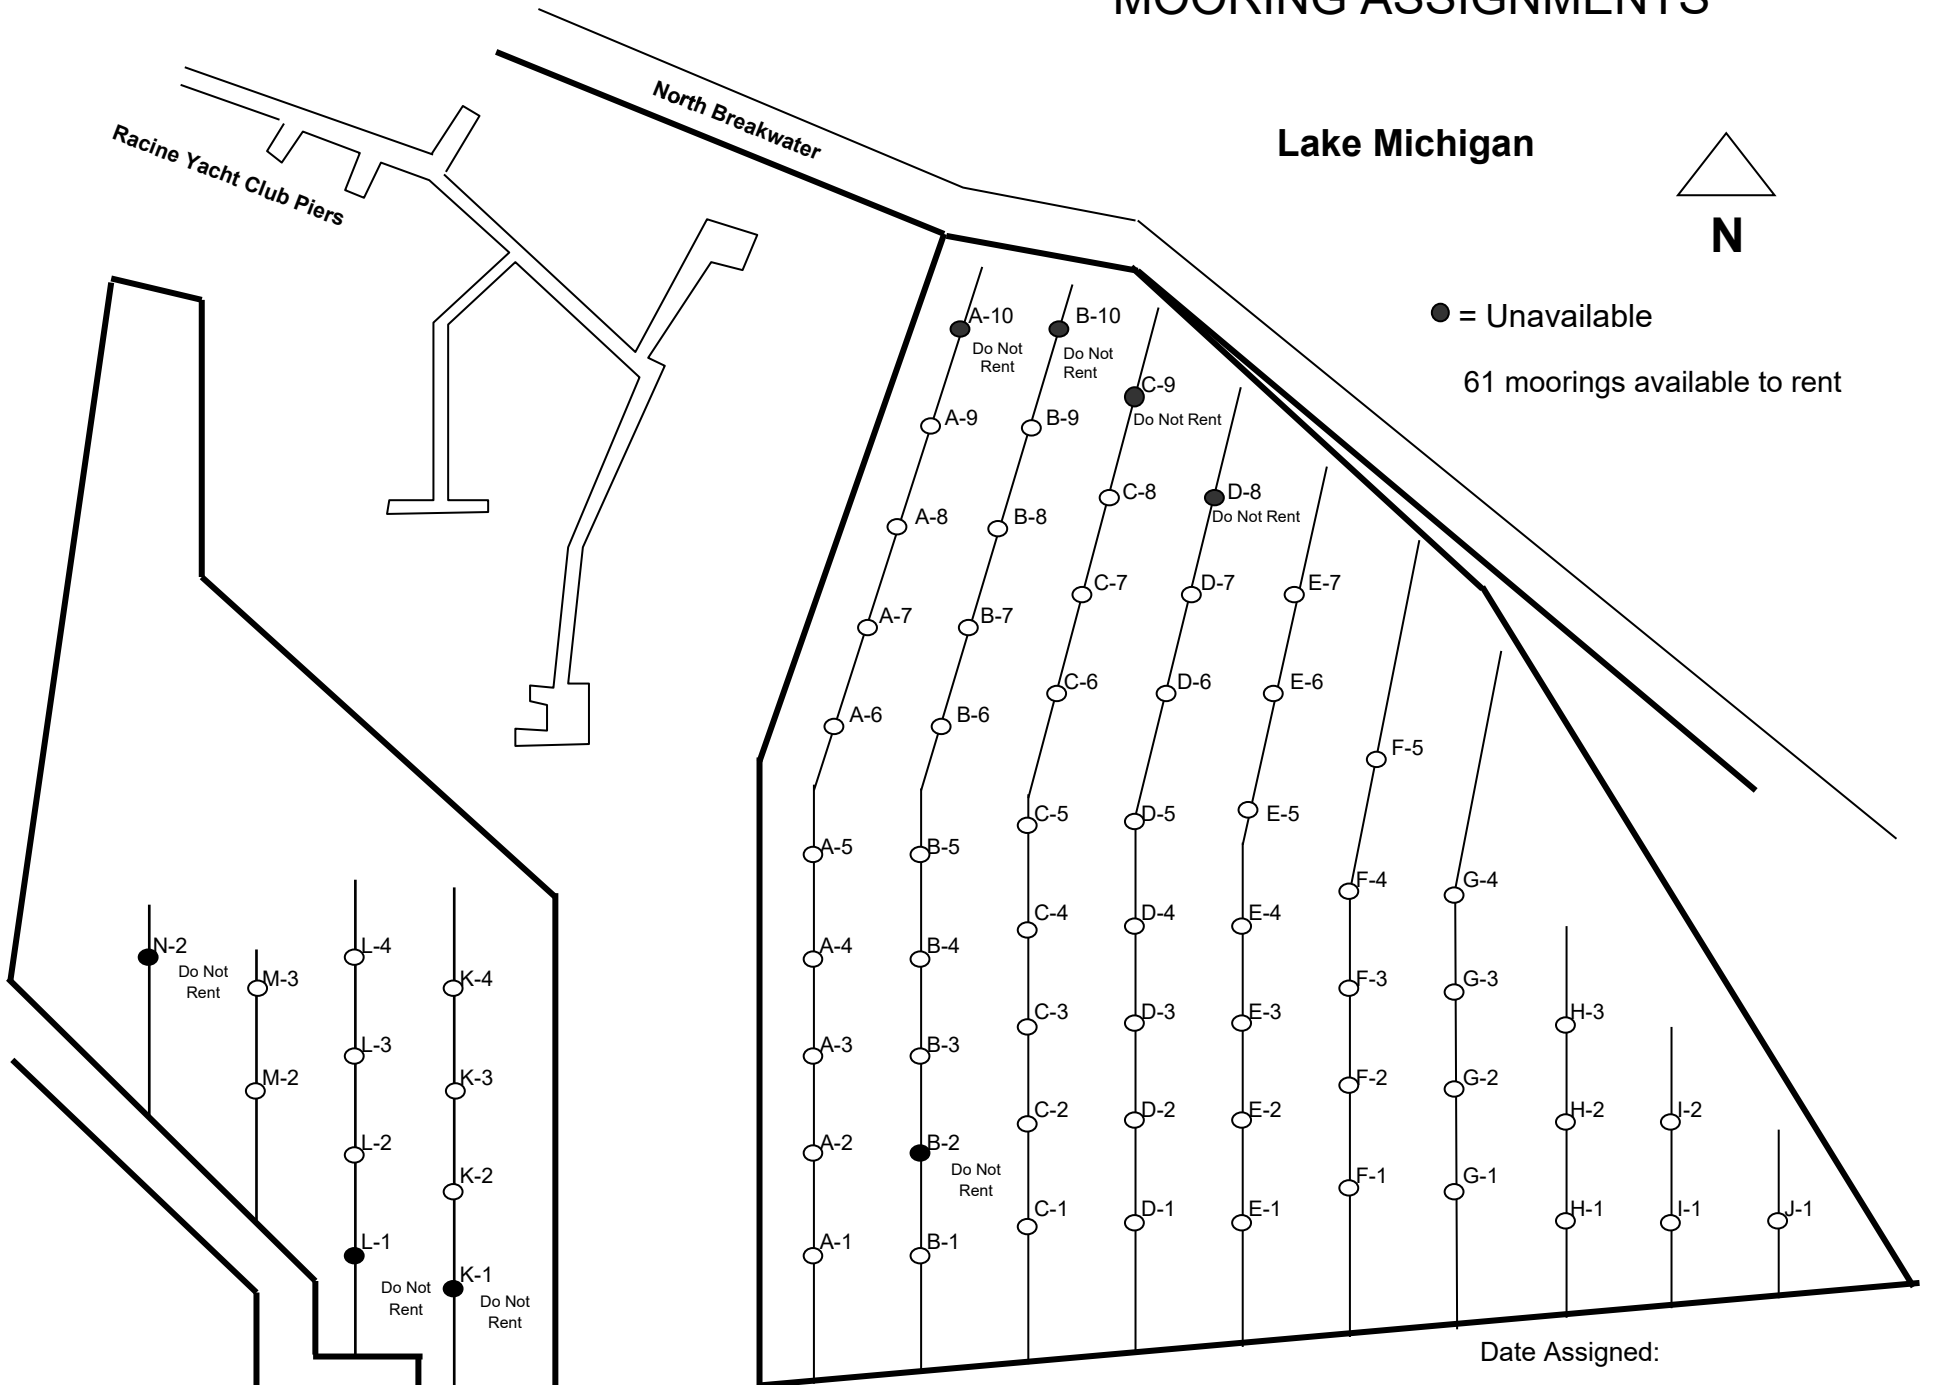 MOORING ASSIGNMENTS
North Breakwater
Racine Yacht Club Piers
Lake Michigan
N
= Unavailable
61 moorings available to rent
A-10
Do Not
Rent
B-10
Do Not
Rent
C-9
Do Not Rent
A-9
B-9
C-8
D-8
Do Not Rent
A-8
B-8
C-7
D-7
E-7
A-7
B-7
C-6
D-6
E-6
A-6
B-6
F-5
C-5
D-5
E-5
A-5
B-5
F-4
G-4
C-4
D-4
E-4
A-4
B-4
F-3
G-3
C-3
D-3
E-3
H-3
A-3
B-3
F-2
G-2
C-2
D-2
E-2
H-2
I-2
A-2
B-2
Do Not
Rent
F-1
G-1
C-1
D-1
E-1
H-1
I-1
J-1
A-1
B-1
N-2
Do Not
Rent
L-4
M-3
K-4
L-3
M-2
K-3
L-2
K-2
L-1
Do Not
Rent
K-1
Do Not
Rent
Date Assigned: